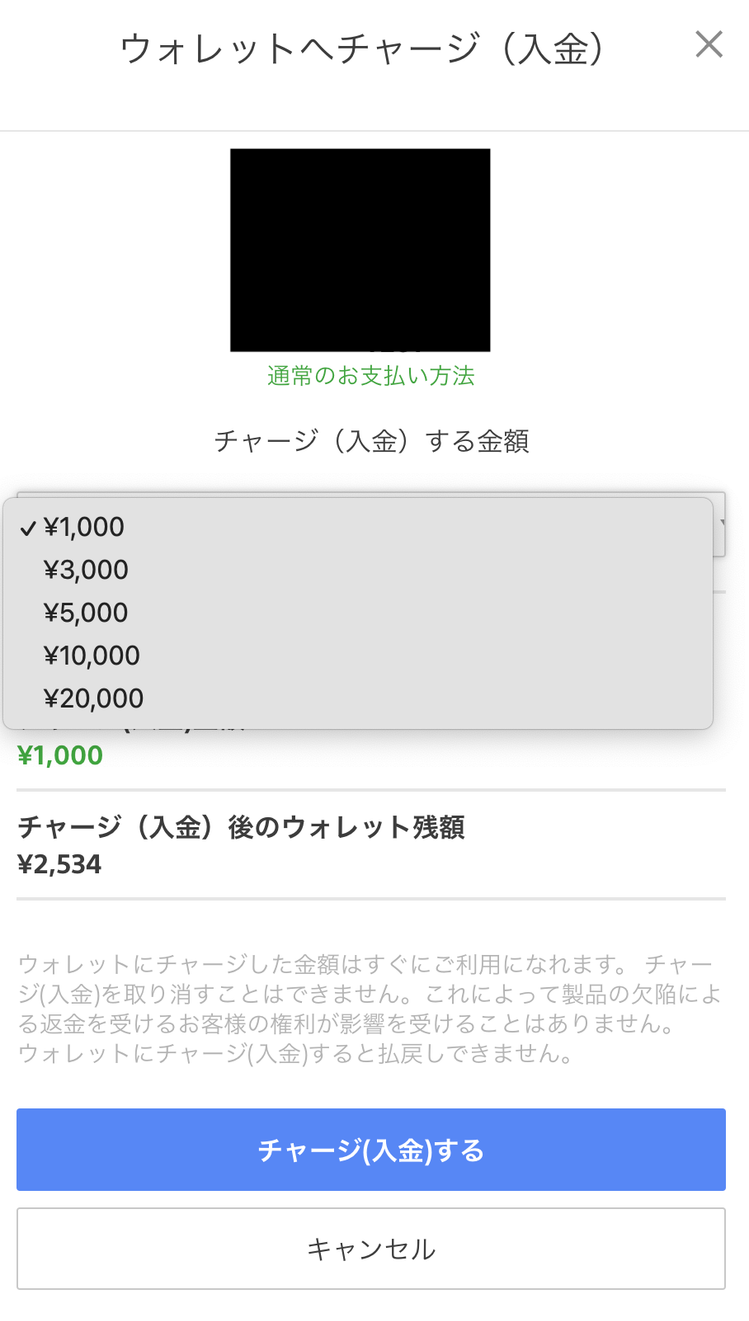 ウォレットへチャージ（入金）
通常のお支払い方法
チャージ（入金）する金額
✓ ¥1,000
¥3,000
¥5,000
¥10,000
¥20,000
¥1,000
チャージ（入金）後のウォレット残額
¥2,534
ウォレットにチャージした金額はすぐにご利用になれます。 チャー
ジ(入金)を取り消すことはできません。これによって製品の欠陥によ
る返金を受けるお客様の権利が影響を受けることはありません。
ウォレットにチャージ(入金)すると払戻しできません。
チャージ(入金)する
キャンセル